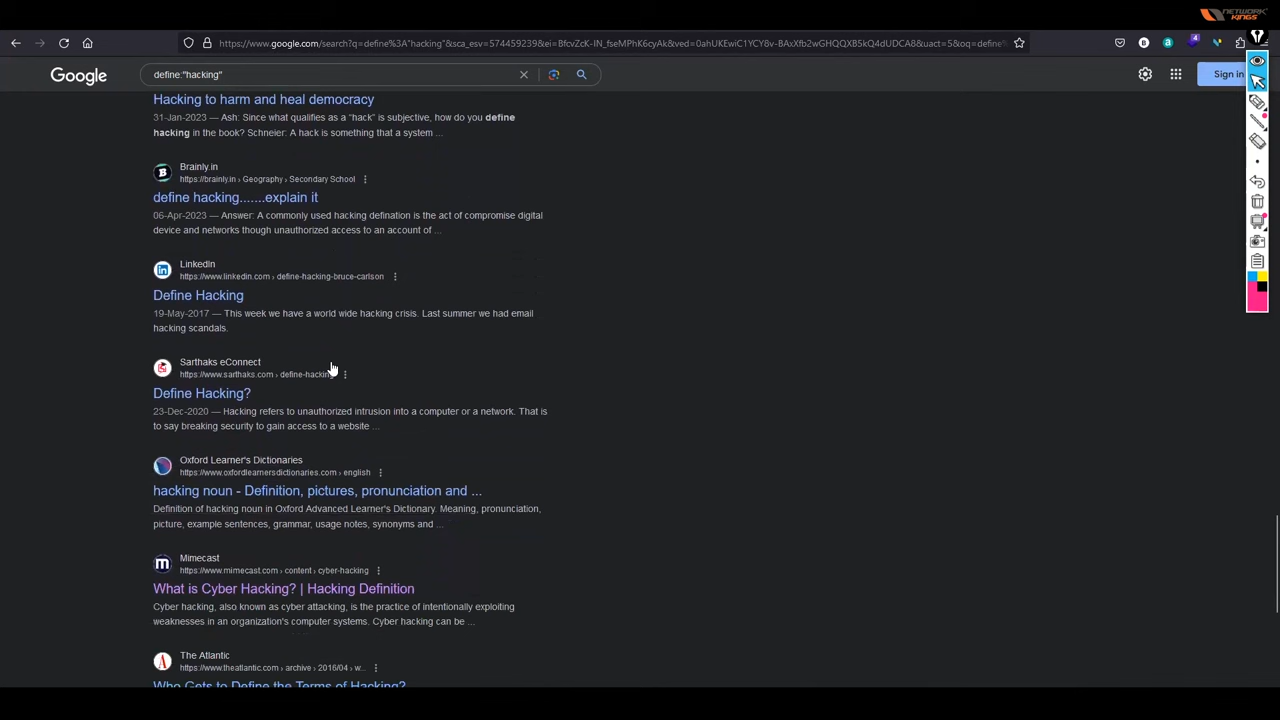 NETWORK
KINGS
https://www.google.com/search?q=define%3A"hacking"&sca_esv=574459239&ei=
Google
define:"hacking"
Sign in
Hacking to harm and heal democracy
31-Jan-2023 — Ash: Since what qualifies as a “hack” is subjective, how do you define
hacking in the book? Schneier: A hack is something that a system ...
Brainly.in
https://brainly.in › Geography › Secondary School
define hacking.......explain it
06-Apr-2023 — Answer: A commonly used hacking defination is the act of compromise digital
device and networks though unauthorized access to an account of ...
LinkedIn
https://www.linkedin.com › define-hacking-bruce-carlson
Define Hacking
19-May-2017 — This week we have a world wide hacking crisis. Last summer we had email
hacking scandals.
Sarthaks eConnect
https://www.sarthaks.com › define-hacking
Define Hacking?
23-Dec-2020 — Hacking refers to unauthorized intrusion into a computer or a network. That is
to say breaking security to gain access to a website ...
Oxford Learner's Dictionaries
https://www.oxfordlearnersdictionaries.com › english
hacking noun - Definition, pictures, pronunciation and ...
Definition of hacking noun in Oxford Advanced Learner's Dictionary. Meaning, pronunciation,
picture, example sentences, grammar, usage notes, synonyms and ...
Mimecast
https://www.mimecast.com › content › cyber-hacking
What is Cyber Hacking? | Hacking Definition
Cyber hacking, also known as cyber attacking, is the practice of intentionally exploiting
weaknesses in an organization's computer systems. Cyber hacking can be ...
The Atlantic
https://www.theatlantic.com › archive › 2016/04 › w...
Who Gets to Define the Terms of Hacking?